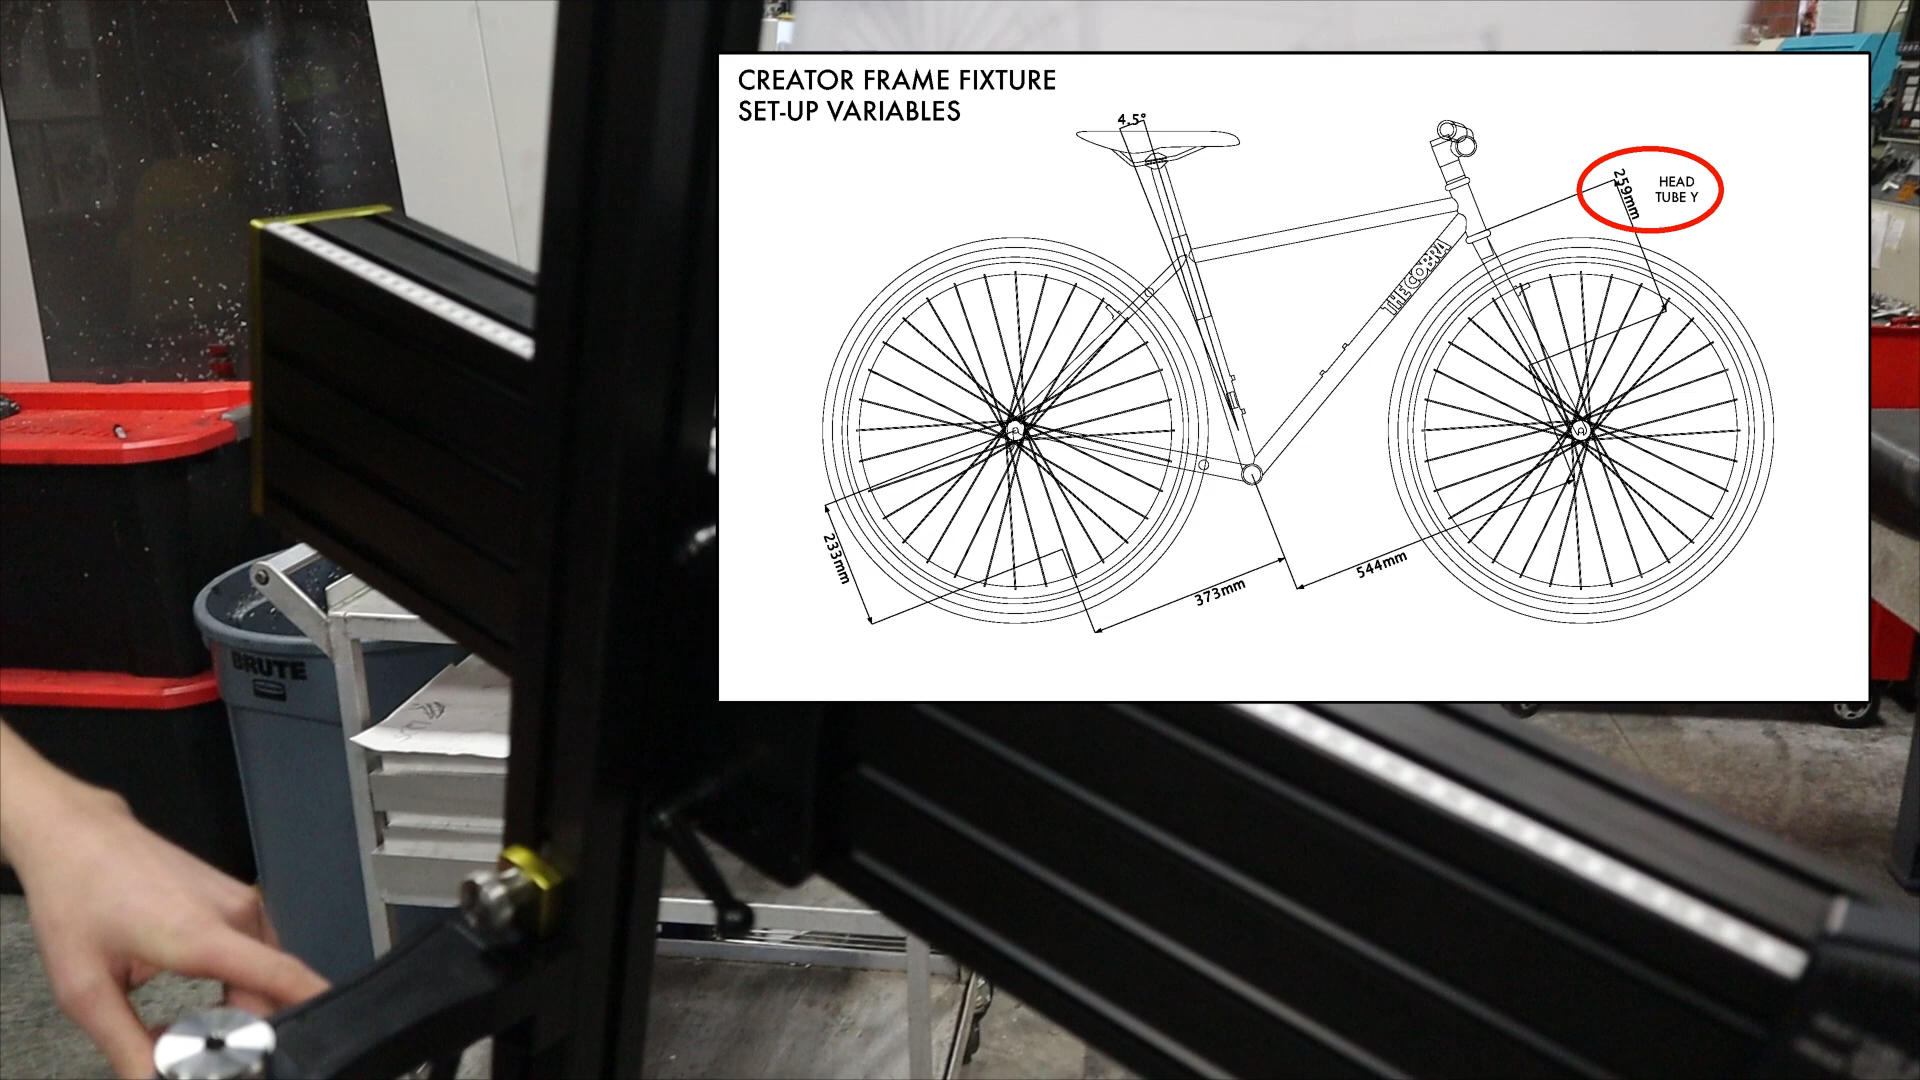 CREATOR FRAME FIXTURE
SET-UP VARIABLES
4.5°
259mm
HEAD
TUBE Y
THE COBRA
233mm
373mm
544mm
BRUTE